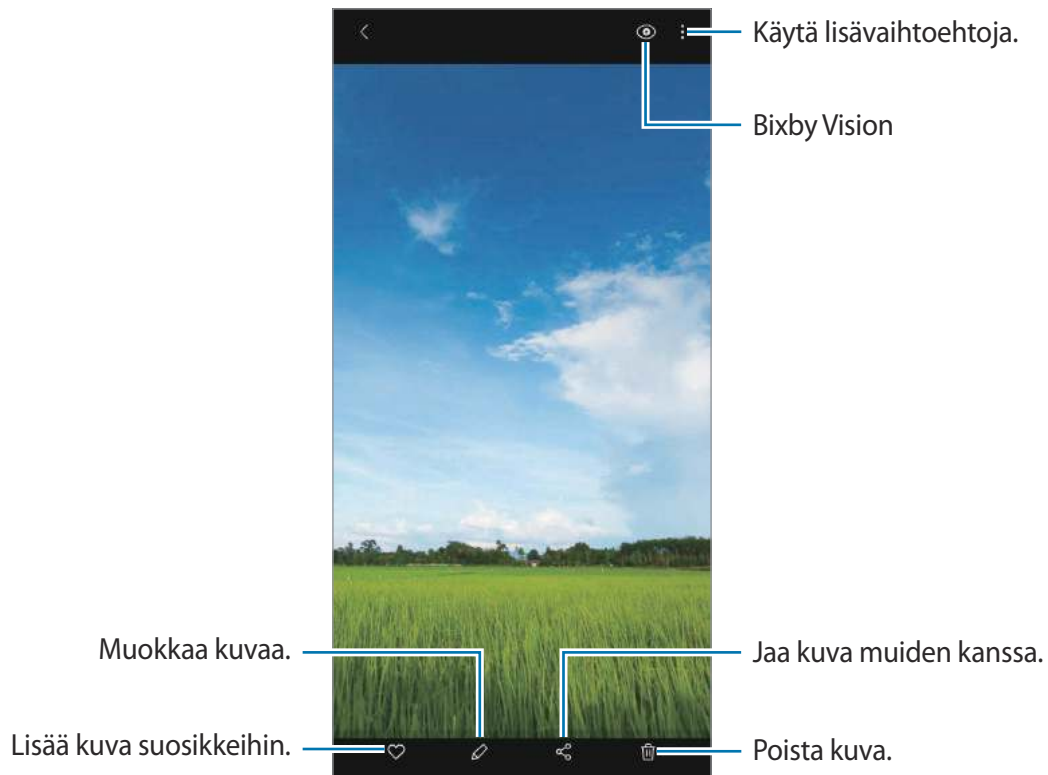 Käytä lisävaihtoehtoja.
Bixby Vision
Muokkaa kuvaa.
Jaa kuva muiden kanssa.
Lisää kuva suosikkeihin.
Poista kuva.